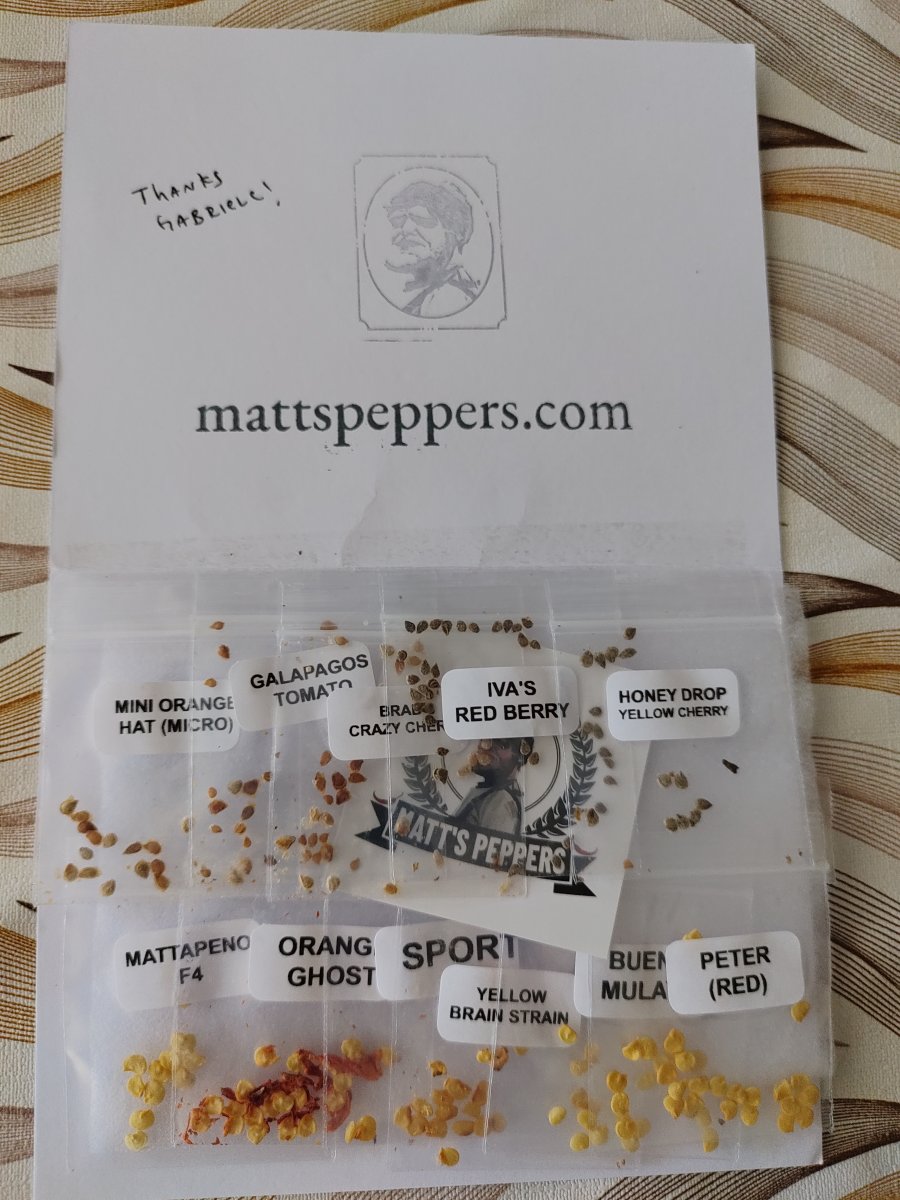 THANKS
GABRIELE!
mattspeppers.com
MINI ORANGE
HAT (MICRO)
GALAPAGOS
TOMATO
CRAZY
IVA'S
RED BERRY
HONEY DROP
YELLOW CHERRY
MATT'S PEPPERS
MATTAPENO
F4
ORANG
GHOST
SPORT
YELLOW
BRAIN STRAIN
BUEN
MULA
PETER
(RED)